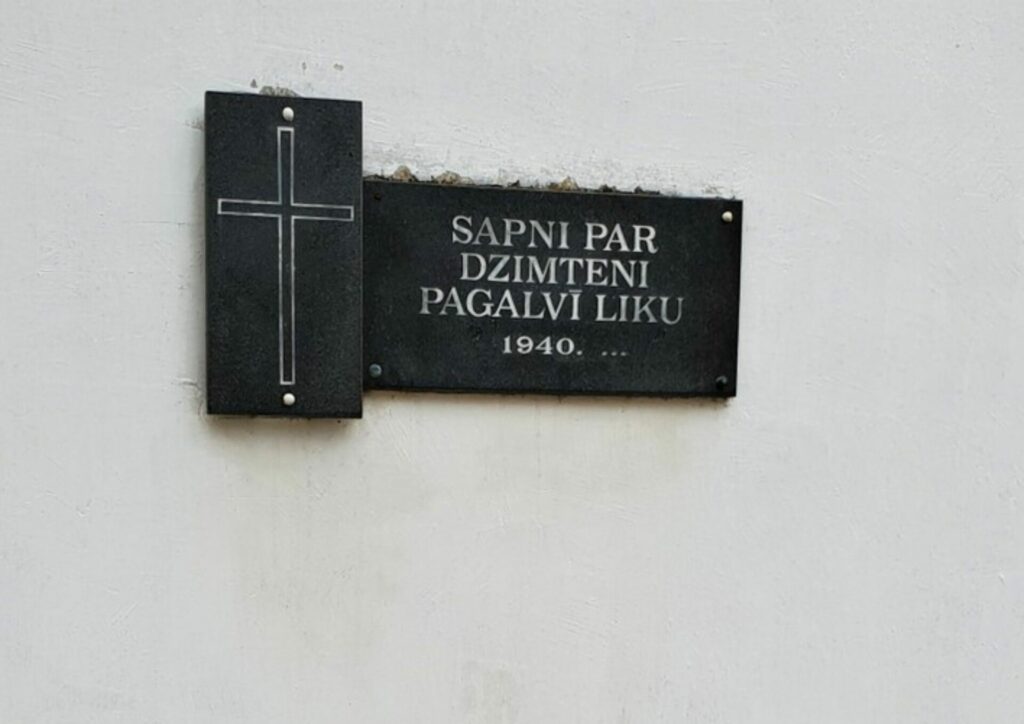 SAPNI PAR
DZIMTENI
PAGALVĪ LIKU
1940. ...